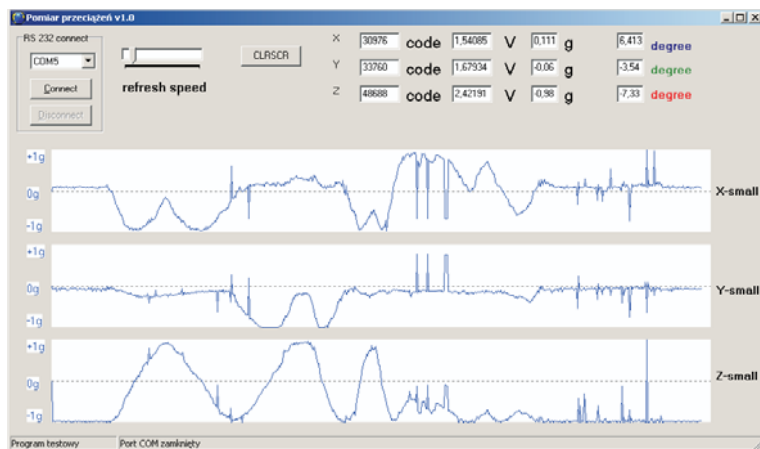 Pomiar przeciążeń v1.0
RS 232 connect
COM5
Connect
Disconnect
refresh speed
CLRSCR
X 30976 code 1,54085 V 0,111 g 6,413 degree
Y 33760 code 1,67934 V -0,06 g -3,54 degree
Z 48688 code 2,42191 V -0,98 g -7,33 degree
+1g
0g
-1g
X-small
+1g
0g
-1g
Y-small
+1g
0g
-1g
Z-small
Program testowy
Port COM zamknięty